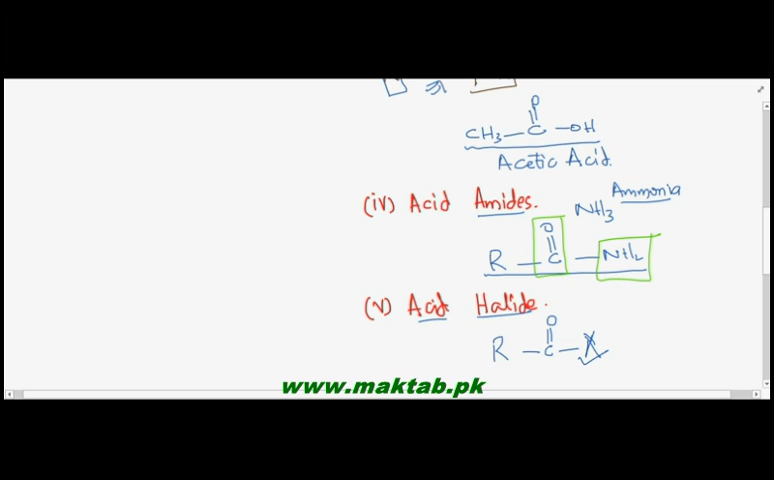 O
CH3—C—OH
Acetic Acid.
(iv) Acid Amides. NH3 Ammonia
O
R—C—NH2
(v) Acid Halide.
O
R—C—X
www.maktab.pk